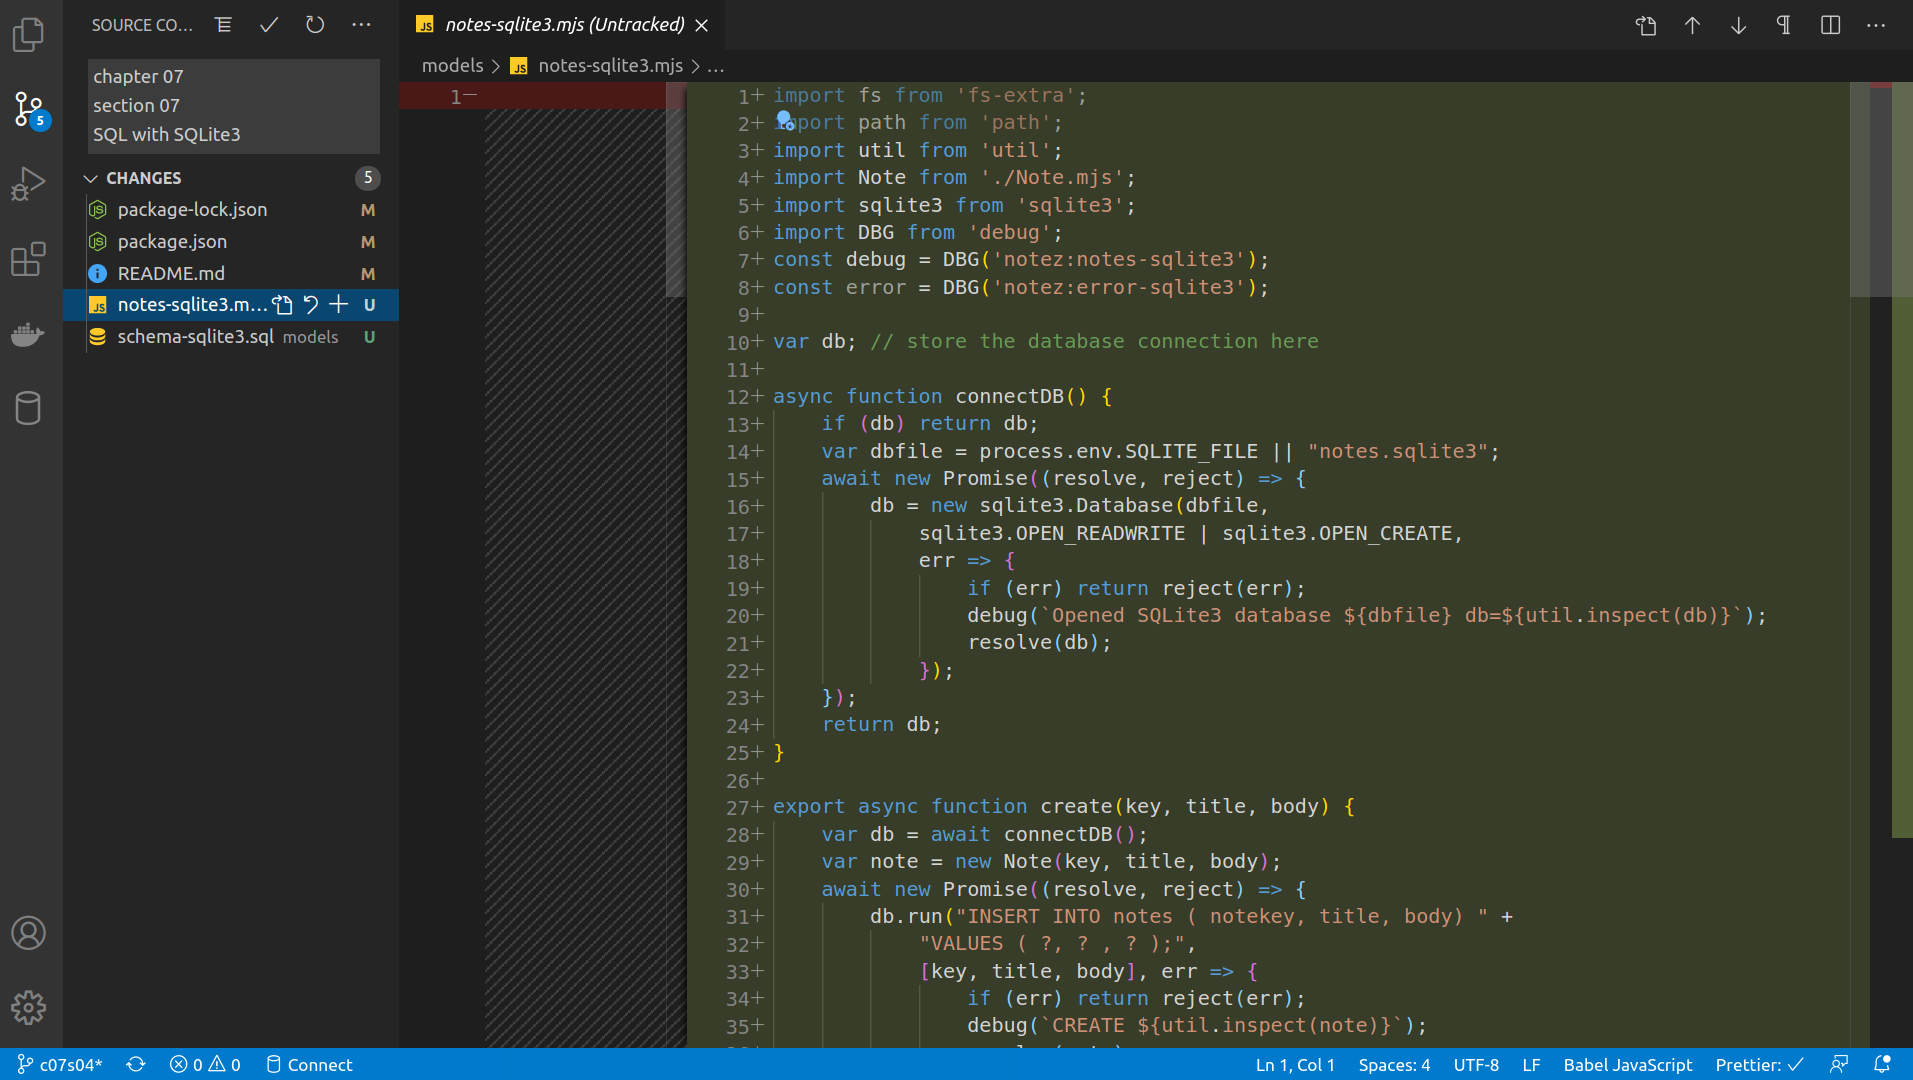 SOURCE CO...
chapter 07
section 07
SQL with SQLite3
CHANGES 5
package-lock.json M
package.json M
README.md M
notes-sqlite3.m... U
schema-sqlite3.sql models U
5
notes-sqlite3.mjs (Untracked)
models > JS notes-sqlite3.mjs > ...
1—
1+ import fs from 'fs-extra';
2+ import path from 'path';
3+ import util from 'util';
4+ import Note from './Note.mjs';
5+ import sqlite3 from 'sqlite3';
6+ import DBG from 'debug';
7+ const debug = DBG('notez:notes-sqlite3');
8+ const error = DBG('notez:error-sqlite3');
9+
10+ var db; // store the database connection here
11+
12+ async function connectDB() {
13+ if (db) return db;
14+ var dbfile = process.env.SQLITE_FILE || "notes.sqlite3";
15+ await new Promise((resolve, reject) => {
16+ db = new sqlite3.Database(dbfile,
17+ sqlite3.OPEN_READWRITE | sqlite3.OPEN_CREATE,
18+ err => {
19+ if (err) return reject(err);
20+ debug(`Opened SQLite3 database ${dbfile} db=${util.inspect(db)}`);
21+ resolve(db);
22+ });
23+ });
24+ return db;
25+ }
26+
27+ export async function create(key, title, body) {
28+ var db = await connectDB();
29+ var note = new Note(key, title, body);
30+ await new Promise((resolve, reject) => {
31+ db.run("INSERT INTO notes ( notekey, title, body) " +
32+ "VALUES ( ?, ? , ? );",
33+ [key, title, body], err => {
34+ if (err) return reject(err);
35+ debug(`CREATE ${util.inspect(note)}`);
c07s04* 0 0 Connect Ln 1, Col 1 Spaces: 4 UTF-8 LF Babel JavaScript Prettier: ✓